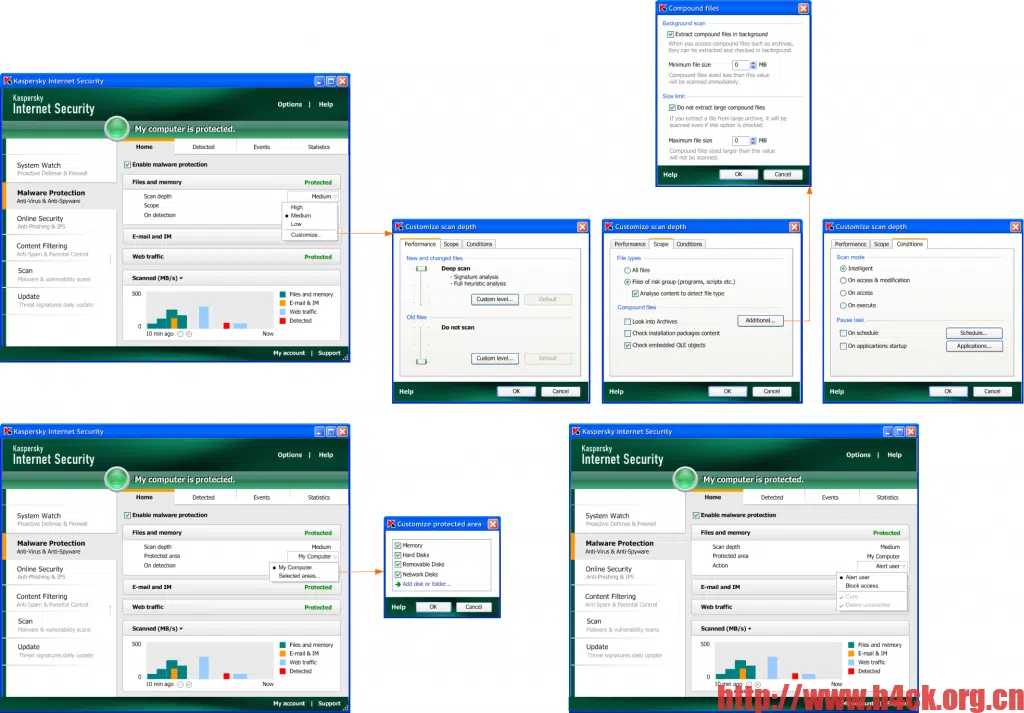 Compound files
Background scan
Extract compound files in background
When you access compound files such as archives,
they can be extracted and checked in background.
Minimum file size 0 MB
Compound files sized less than this value
will be scanned immediately.
Size limit
Do not extract large compound files
If you extract a file from large archive, it will be
scanned even if this option is checked.
Maximum file size 0 MB
Compound files sized larger than this value
will not be scanned.
Help OK Cancel
Kaspersky Internet Security
Kaspersky
Internet Security
Options | Help
My computer is protected.
Home Detected Events Statistics
System Watch
Proactive Defense & Firewall
Malware Protection
Anti-Virus & Anti-Spyware
Online Security
Anti-Phishing & IPS
Content Filtering
Anti-Spam & Parental Control
Scan
Malware & vulnerability scans
Update
Threat signatures daily update
Enable malware protection
Files and memory Protected
Scan depth Medium
Scope
On detection
High
Medium
Low
Customize...
E-mail and IM
Web traffic Protected
Scanned (MB/s)
500
0
10 min ago Now
Files and memory
E-mail & IM
Web traffic
Detected
My account | Support
Customize scan depth
Performance Scope Conditions
New and changed files
Deep scan
- Signature analysis
- Full heuristic analysis
Custom level... Default
Old files
Do not scan
Custom level... Default
Help OK Cancel
Customize scan depth
Performance Scope Conditions
File types
All files
Files of risk group (programs, scripts etc.)
Analyse content to detect file type
Compound files
Look into Archives
Additional...
Check installation packages content
Check embedded OLE objects
Help OK Cancel
Customize scan depth
Performance Scope Conditions
Scan mode
Intelligent
On access & modification
On access
On execute
Pause task
On schedule Schedule...
On applicartions startup Applications...
Help OK Cancel
Kaspersky Internet Security
Kaspersky
Internet Security
Options | Help
My computer is protected.
Home Detected Events Statistics
System Watch
Proactive Defense & Firewall
Malware Protection
Anti-Virus & Anti-Spyware
Online Security
Anti-Phishing & IPS
Content Filtering
Anti-Spam & Parental Control
Scan
Malware & vulnerability scans
Update
Threat signatures daily update
Enable malware protection
Files and memory Protected
Scan depth Medium
Protected area My Computer
On detection
My Computer
Selected areas...
E-mail and IM Protected
Web traffic Protected
Scanned (MB/s)
500
0
10 min ago Now
Files and memory
E-mail & IM
Web traffic
Detected
My account | Support
Customize protected area
Memory
Hard Disks
Removable Disks
Network Disks
Add disk or folder...
Help OK Cancel
Kaspersky Internet Security
Kaspersky
Internet Security
Options | Help
My computer is protected.
Home Detected Events Statistics
System Watch
Proactive Defense & Firewall
Malware Protection
Anti-Virus & Anti-Spyware
Online Security
Anti-Phishing & IPS
Content Filtering
Anti-Spam & Parental Control
Scan
Malware & vulnerability scans
Update
Threat signatures daily update
Enable malware protection
Files and memory Protected
Scan depth Medium
Protected area My Computer
Action Alert user
Alert user
Block access
Cure
E-mail and IM
Web traffic
Scanned (MB/s)
500
0
10 min ago Now
Files and memory
E-mail & IM
Web traffic
Detected
http://www.h4ck.org.cn